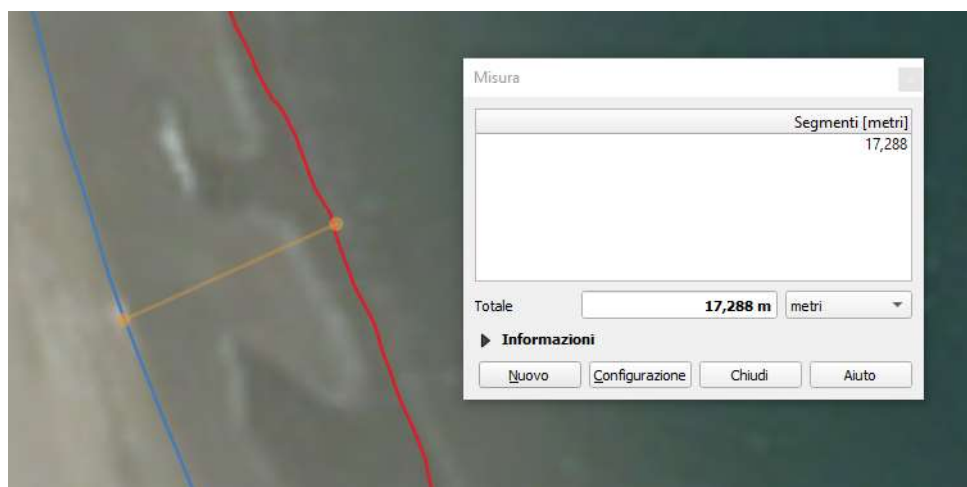 Misura
Segmenti [metri]
17,288
Totale 17,288 m metri
Informazioni
Nuovo Configurazione Chiudi Aiuto